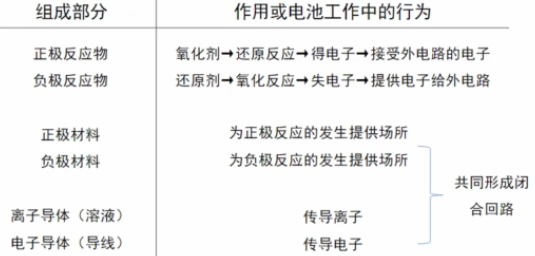 组成部分 作用或电池工作中的行为
正极反应物 氧化剂→还原反应→得电子→接受外电路的电子
负极反应物 还原剂→氧化反应→失电子→提供电子给外电路
正极材料 为正极反应的发生提供场所
负极材料 为负极反应的发生提供场所
共同形成闭
合回路
离子导体（溶液） 传导离子
电子导体（导线） 传导电子